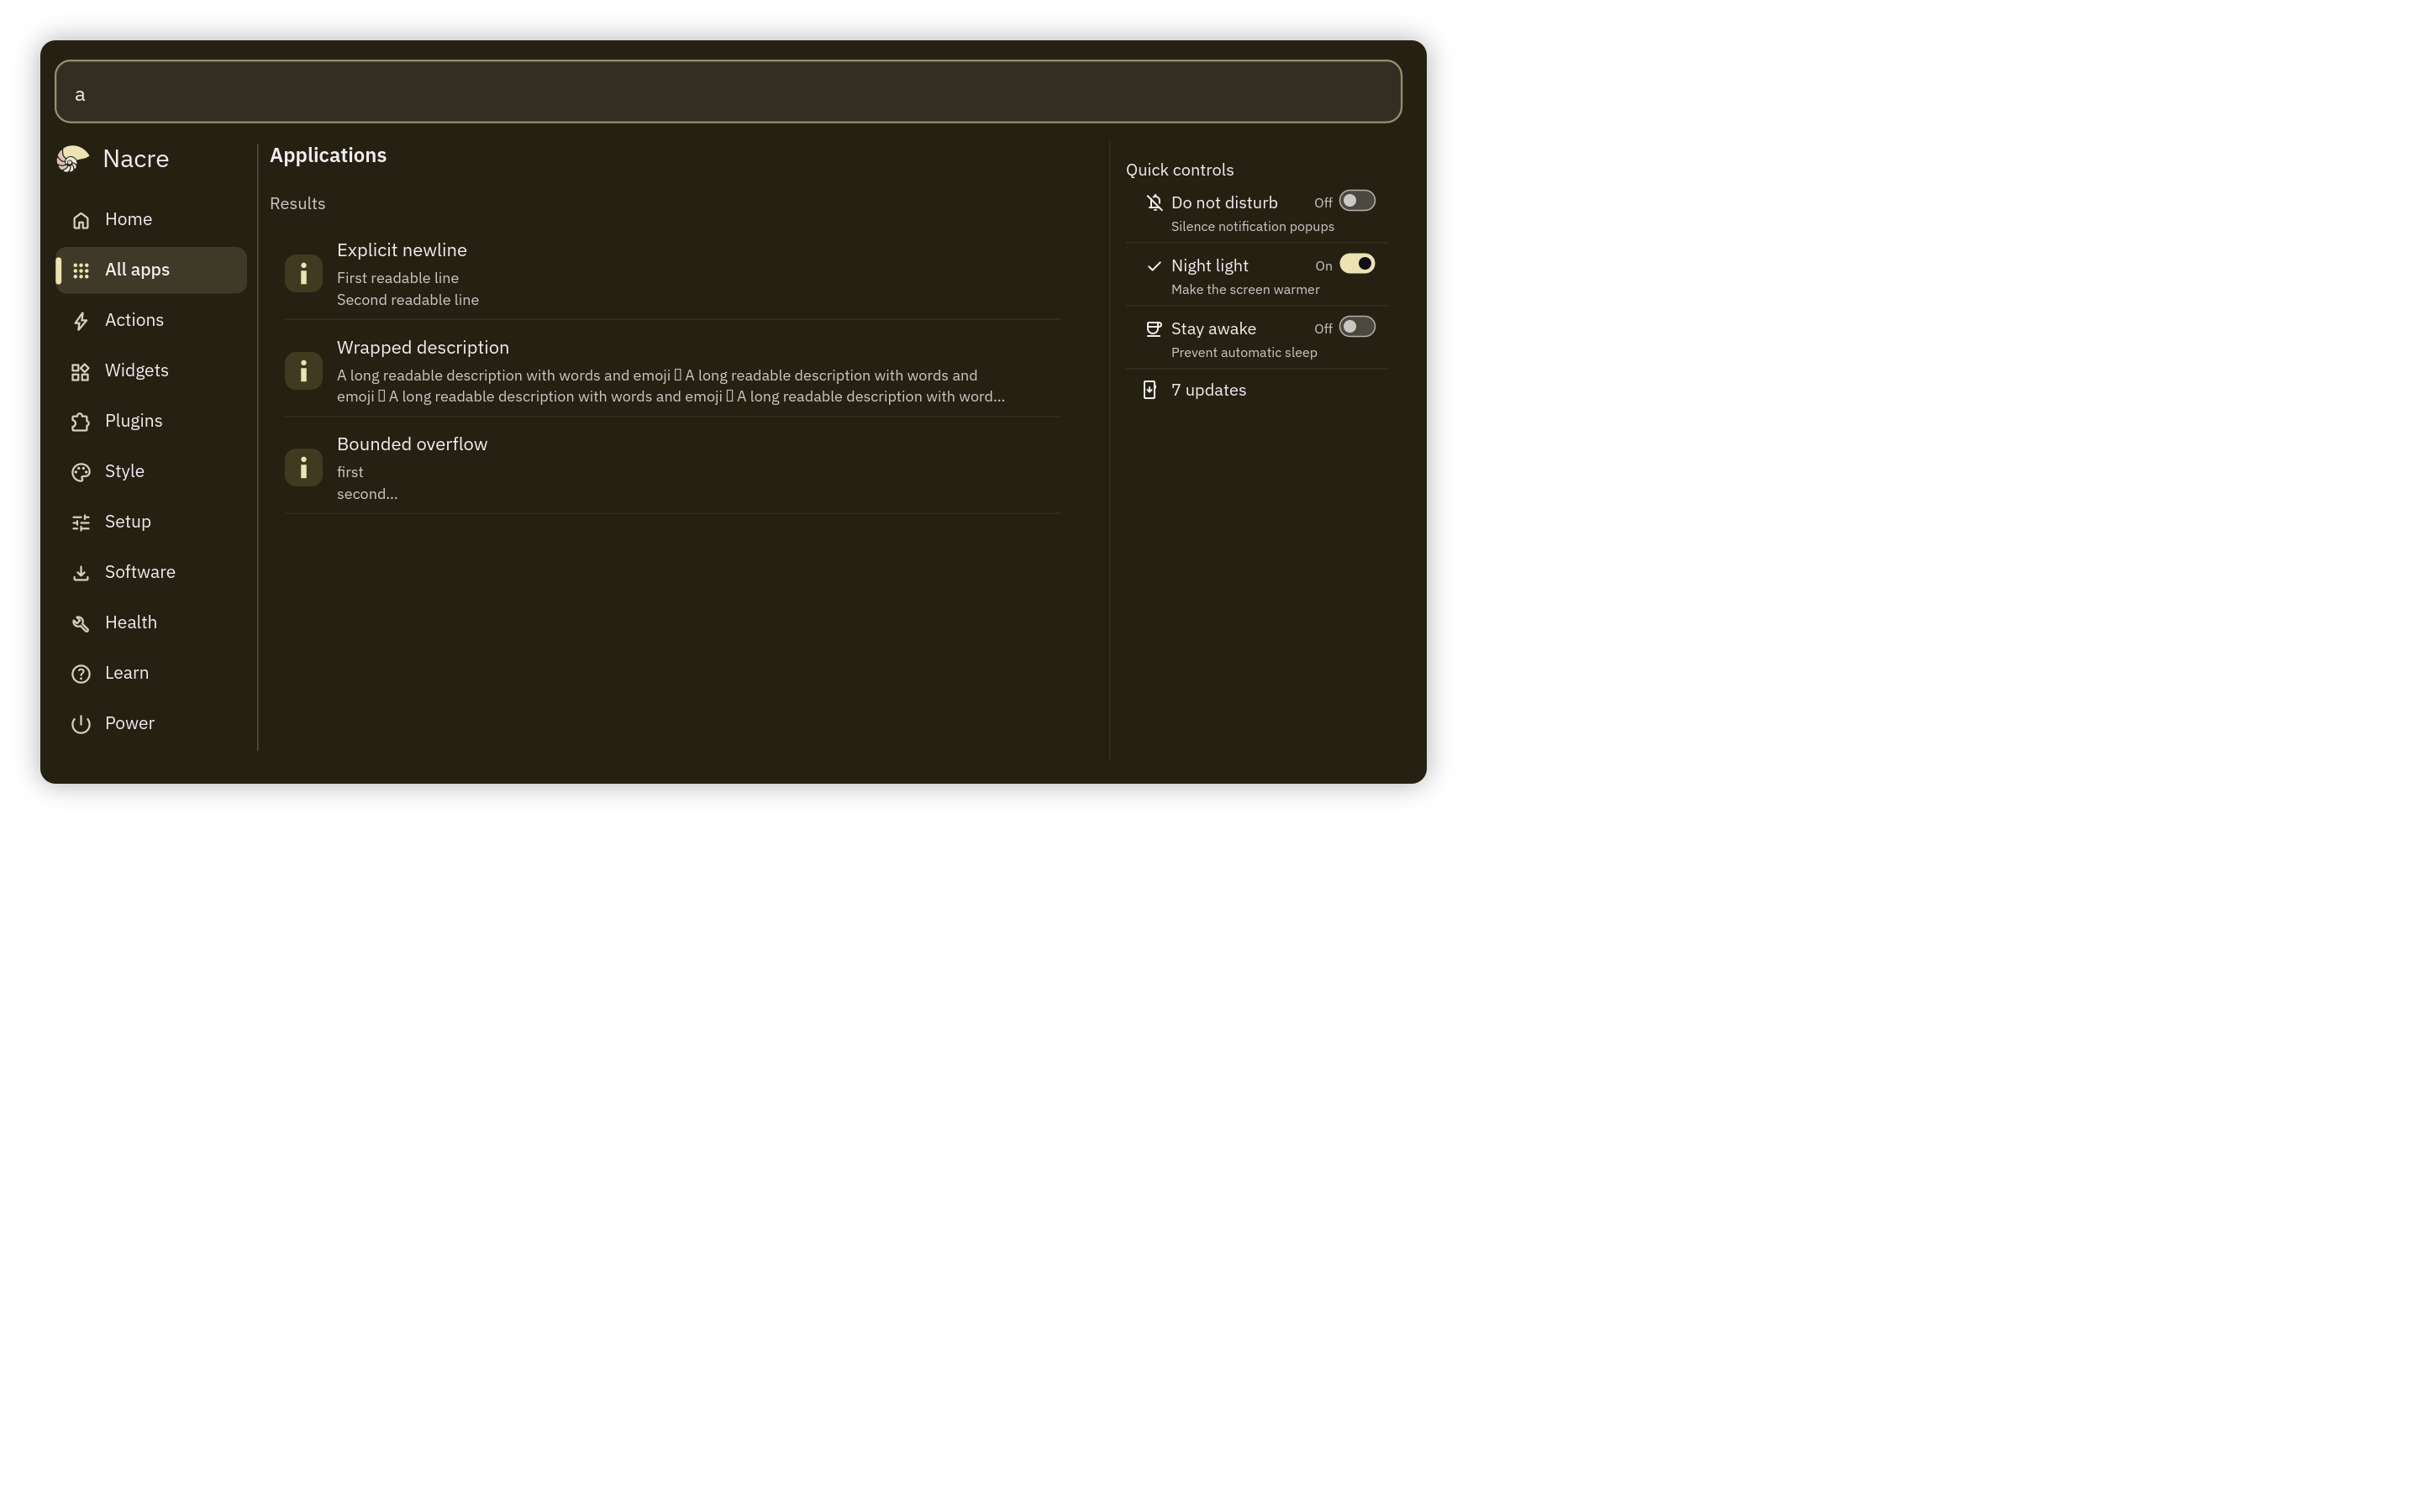 a
Nacre
Home
All apps
Actions
Widgets
Plugins
Style
Setup
Software
Health
Learn
Power
Applications
Results
Explicit newline
First readable line
Second readable line
Wrapped description
A long readable description with words and emoji ▯ A long readable description with words and
emoji ▯ A long readable description with words and emoji ▯ A long readable description with word…
Bounded overflow
first
second…
Quick controls
Do not disturb Off
Silence notification popups
Night light On
Make the screen warmer
Stay awake Off
Prevent automatic sleep
7 updates